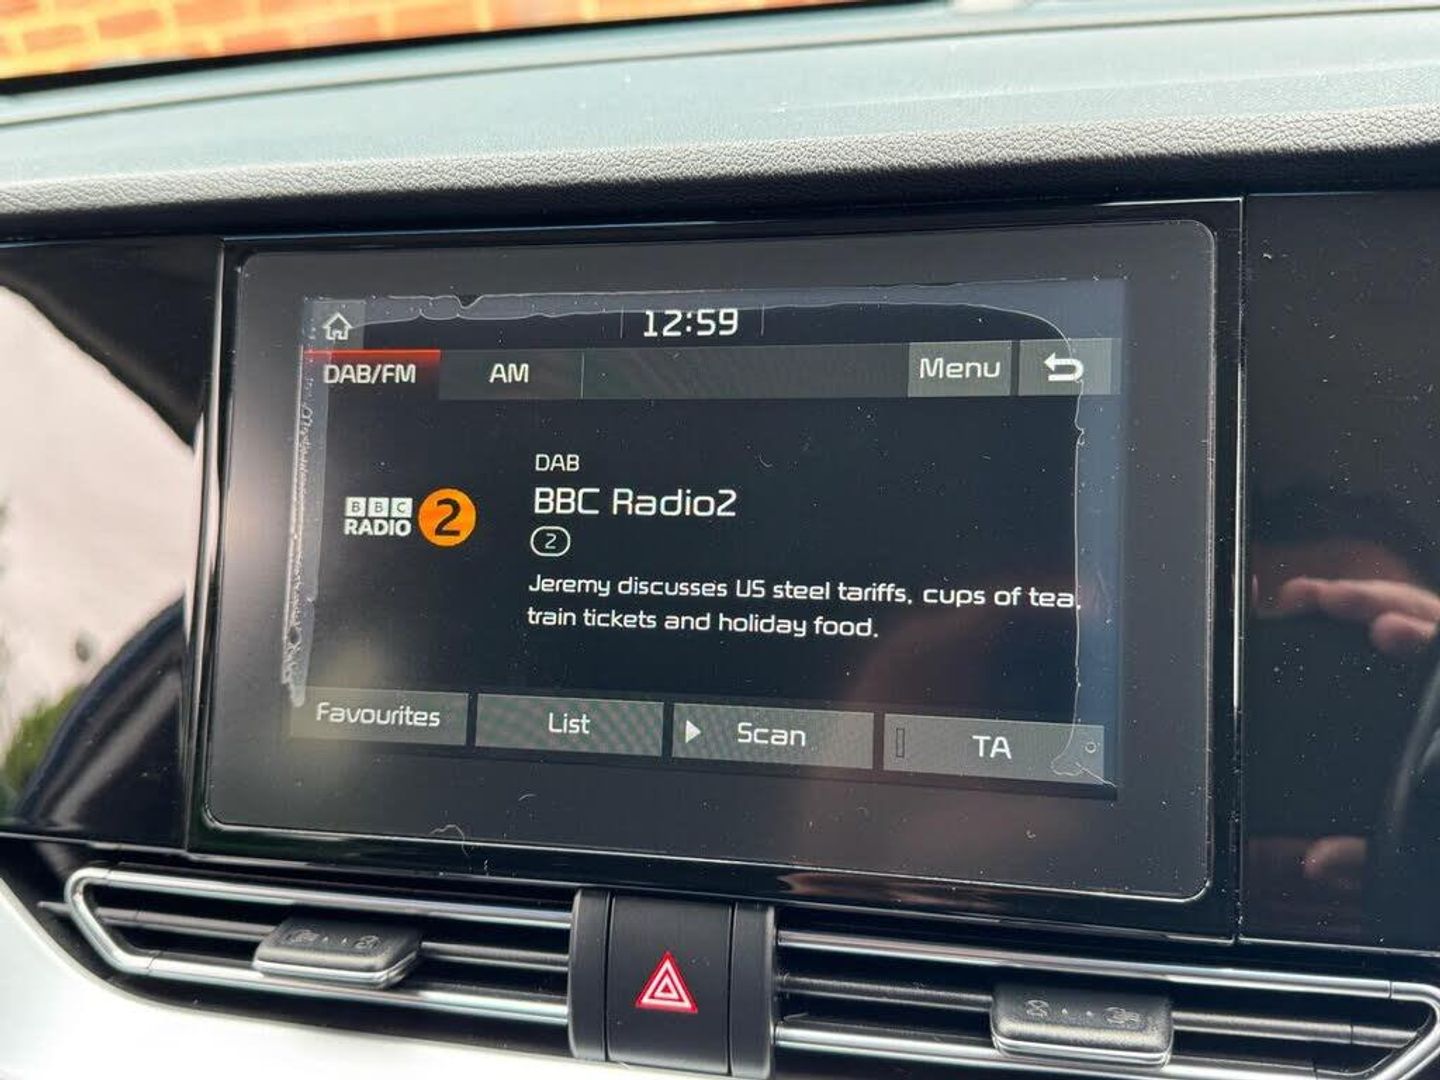 12:59
DAB/FM AM Menu
DAB
BBC RADIO 2
BBC Radio2
2
Jeremy discusses US steel tariffs, cups of tea,
train tickets and holiday food.
Favourites List Scan TA